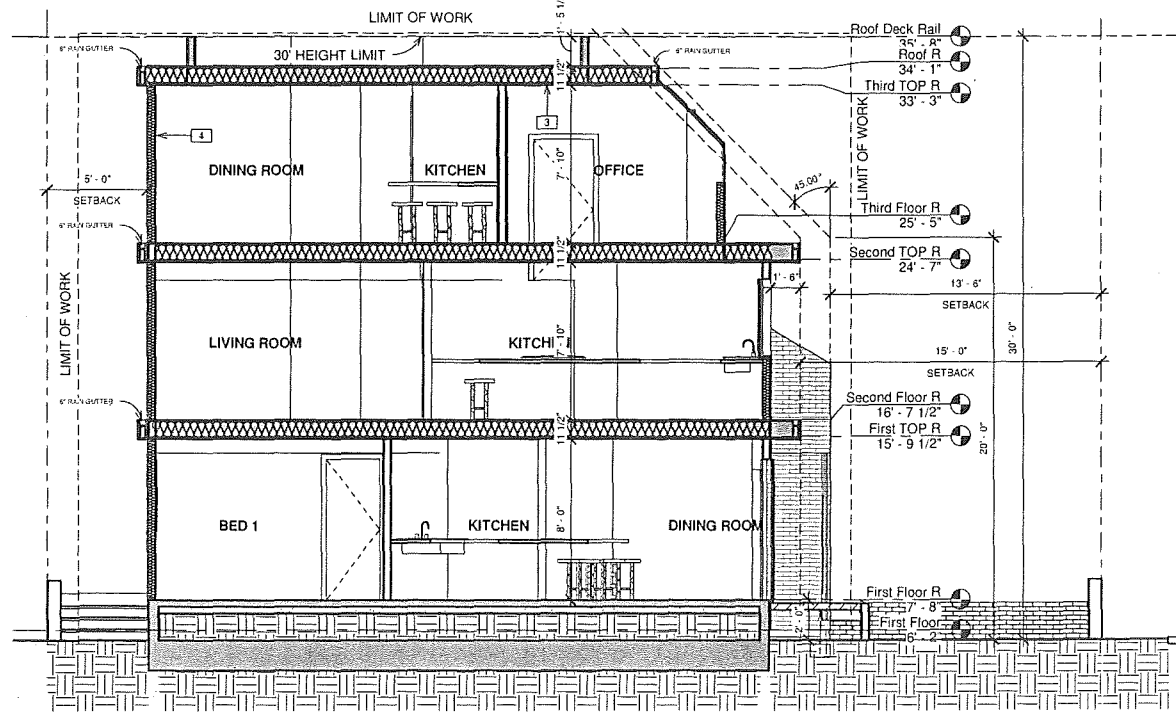 LIMIT OF WORK
30' HEIGHT LIMIT
6" RAIN GUTTER
6" RAIN GUTTER
Roof Deck Rail
35' - 8"
Roof R
34' - 1"
Third TOP R
33' - 3"
11 1/2"
3
4
DINING ROOM
KITCHEN
OFFICE
7' - 10"
5' - 0"
SETBACK
45.00°
LIMIT OF WORK
Third Floor R
25' - 5"
6" RAIN GUTTER
11 1/2"
Second TOP R
24' - 7"
1' - 6"
13' - 6"
SETBACK
LIMIT OF WORK
LIVING ROOM
7' - 10"
30' - 0"
15' - 0"
SETBACK
6" RAIN GUTTER
11 1/2"
Second Floor R
16' - 7 1/2"
First TOP R
15' - 9 1/2"
20' - 0"
BED 1
KITCHEN
DINING ROOM
8' - 0"
First Floor R
7' - 8"
2' - 0"
First Floor
6' - 2"